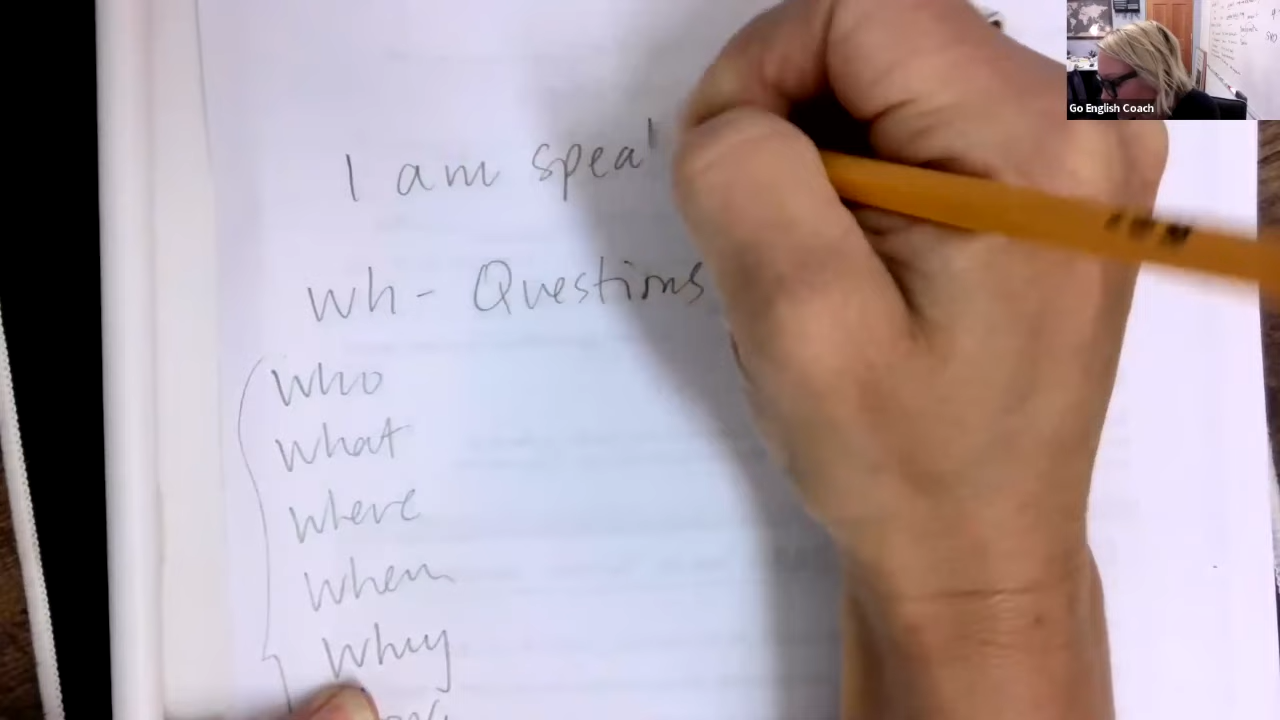 Go English Coach
I am spea
Wh- Questions
Who
What
Where
When
Why